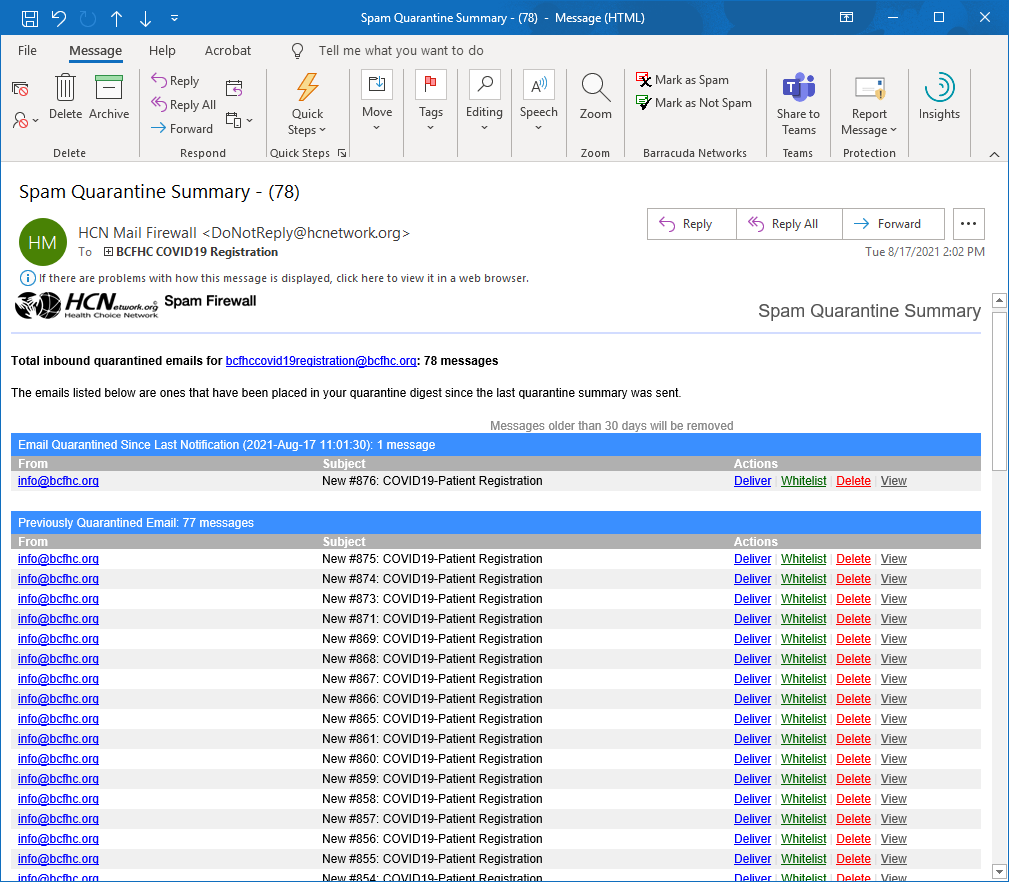 Spam Quarantine Summary - (78) - Message (HTML)
File Message Help Acrobat Tell me what you want to do
Delete Archive
Reply
Reply All
Forward
Quick Steps
Move
Tags
Editing
Speech
Zoom
Mark as Spam
Mark as Not Spam
Share to Teams
Report Message
Insights
Delete Respond Quick Steps Zoom Barracuda Networks Teams Protection
Spam Quarantine Summary - (78)
HM
HCN Mail Firewall <DoNotReply@hcnetwork.org>
To BCFHC COVID19 Registration
Reply Reply All Forward ...
Tue 8/17/2021 2:02 PM
If there are problems with how this message is displayed, click here to view it in a web browser.
HCNetwork.org Spam Firewall
Health Choice Network
Spam Quarantine Summary
Total inbound quarantined emails for bcfhccovid19registration@bcfhc.org: 78 messages
The emails listed below are ones that have been placed in your quarantine digest since the last quarantine summary was sent.
Messages older than 30 days will be removed
Email Quarantined Since Last Notification (2021-Aug-17 11:01:30): 1 message
From Subject Actions
info@bcfhc.org New #876: COVID19-Patient Registration Deliver | Whitelist | Delete | View
Previously Quarantined Email: 77 messages
From Subject Actions
info@bcfhc.org New #875: COVID19-Patient Registration Deliver | Whitelist | Delete | View
info@bcfhc.org New #874: COVID19-Patient Registration Deliver | Whitelist | Delete | View
info@bcfhc.org New #873: COVID19-Patient Registration Deliver | Whitelist | Delete | View
info@bcfhc.org New #871: COVID19-Patient Registration Deliver | Whitelist | Delete | View
info@bcfhc.org New #869: COVID19-Patient Registration Deliver | Whitelist | Delete | View
info@bcfhc.org New #868: COVID19-Patient Registration Deliver | Whitelist | Delete | View
info@bcfhc.org New #867: COVID19-Patient Registration Deliver | Whitelist | Delete | View
info@bcfhc.org New #866: COVID19-Patient Registration Deliver | Whitelist | Delete | View
info@bcfhc.org New #865: COVID19-Patient Registration Deliver | Whitelist | Delete | View
info@bcfhc.org New #861: COVID19-Patient Registration Deliver | Whitelist | Delete | View
info@bcfhc.org New #860: COVID19-Patient Registration Deliver | Whitelist | Delete | View
info@bcfhc.org New #859: COVID19-Patient Registration Deliver | Whitelist | Delete | View
info@bcfhc.org New #858: COVID19-Patient Registration Deliver | Whitelist | Delete | View
info@bcfhc.org New #857: COVID19-Patient Registration Deliver | Whitelist | Delete | View
info@bcfhc.org New #856: COVID19-Patient Registration Deliver | Whitelist | Delete | View
info@bcfhc.org New #855: COVID19-Patient Registration Deliver | Whitelist | Delete | View
info@bcfhc.org New #854: COVID19-Patient Registration Deliver | Whitelist | Delete | View